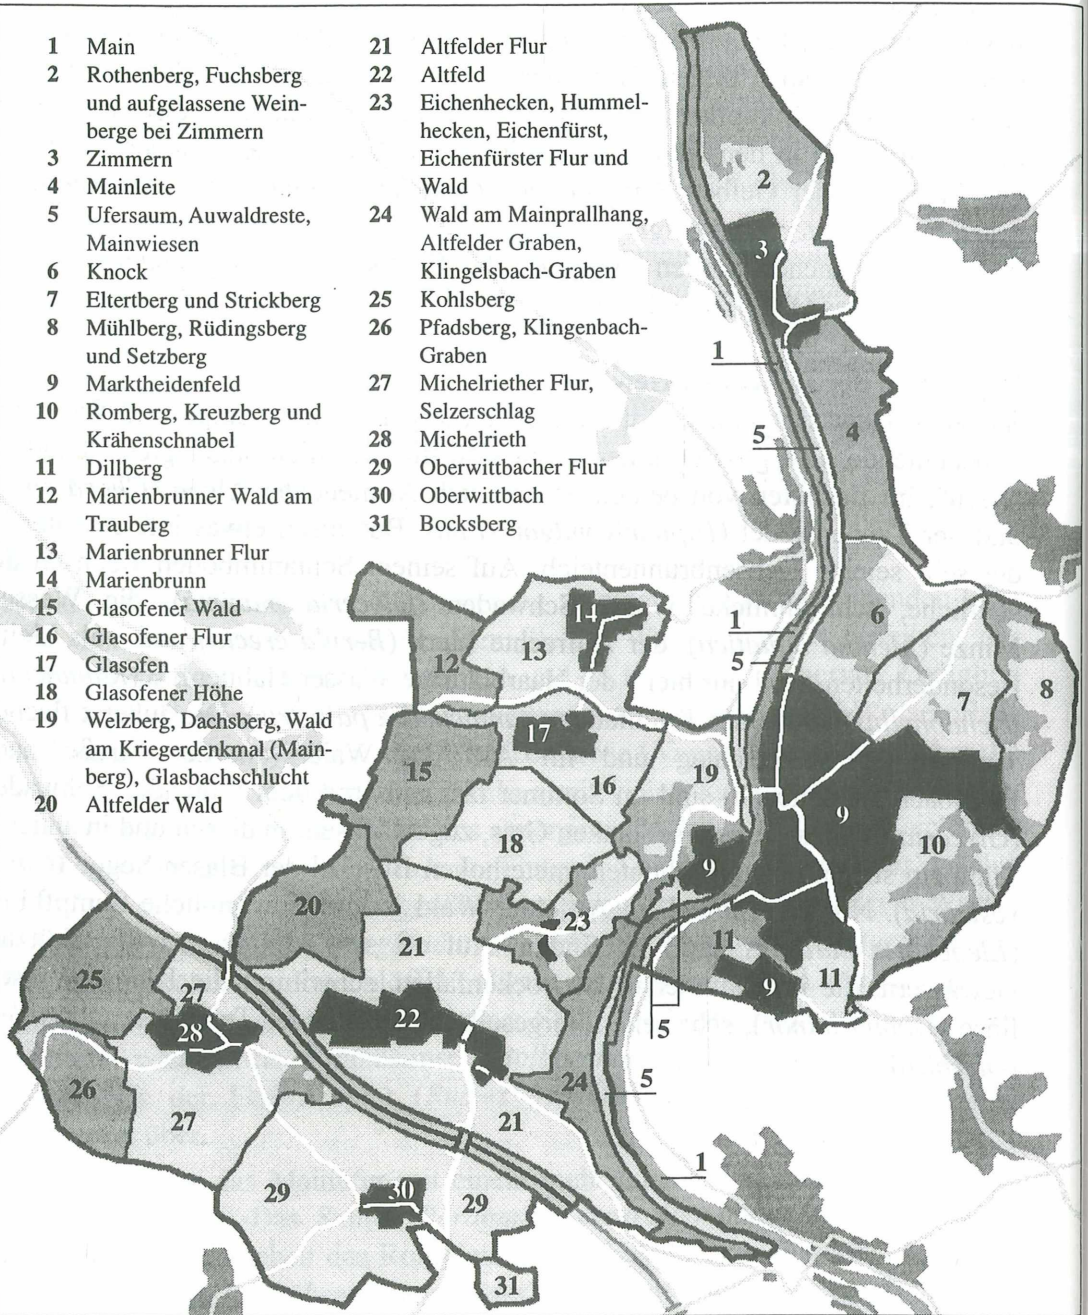 1 Main
2 Rothenberg, Fuchsberg
und aufgelassene Wein-
berge bei Zimmern
3 Zimmern
4 Mainleite
5 Ufersaum, Auwaldreste,
Mainwiesen
6 Knock
7 Eltertberg und Strickberg
8 Mühlberg, Rüdingsberg
und Setzberg
9 Marktheidenfeld
10 Romberg, Kreuzberg und
Krähenschnabel
11 Dillberg
12 Marienbrunner Wald am
Trauberg
13 Marienbrunner Flur
14 Marienbrunn
15 Glasofener Wald
16 Glasofener Flur
17 Glasofen
18 Glasofener Höhe
19 Welzberg, Dachsberg, Wald
am Kriegerdenkmal (Main-
berg), Glasbachschlucht
20 Altfelder Wald
21 Altfelder Flur
22 Altfeld
23 Eichenhecken, Hummel-
hecken, Eichenfürst,
Eichenfürster Flur und
Wald
24 Wald am Mainprallhang,
Altfelder Graben,
Klingelsbach-Graben
25 Kohlsberg
26 Pfadsberg, Klingenbach-
Graben
27 Michelriether Flur,
Selzerschlag
28 Michelrieth
29 Oberwittbacher Flur
30 Oberwittbach
31 Bocksberg
2
3
1
5
4
6
14
1
13
12
5
8
7
17
15
19
16
9
18
10
9
20
23
21
11
25
11
27
9
22
28
5
24
5
26
27
21
1
29
30
29
31